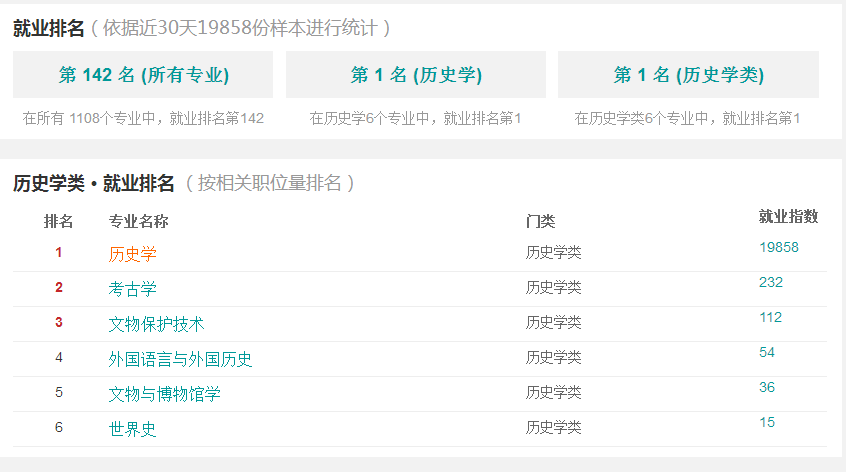 就业排名（依据近30天19858份样本进行统计）
第 142 名 (所有专业) 第 1 名 (历史学) 第 1 名 (历史学类)
在所有 1108个专业中，就业排名第142 在历史学6个专业中，就业排名第1 在历史学类6个专业中，就业排名第1
历史学类 • 就业排名 （按相关职位量排名）
排名 专业名称 门类 就业指数
1 历史学 历史学类 19858
2 考古学 历史学类 232
3 文物保护技术 历史学类 112
4 外国语言与外国历史 历史学类 54
5 文物与博物馆学 历史学类 36
6 世界史 历史学类 15